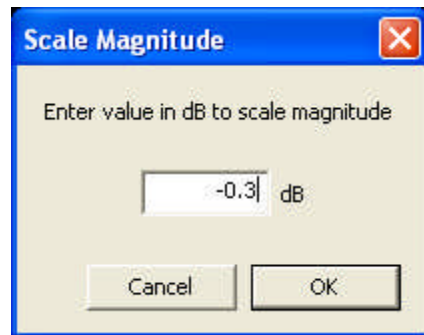 Scale Magnitude
Enter value in dB to scale magnitude
-0.3 dB
Cancel OK